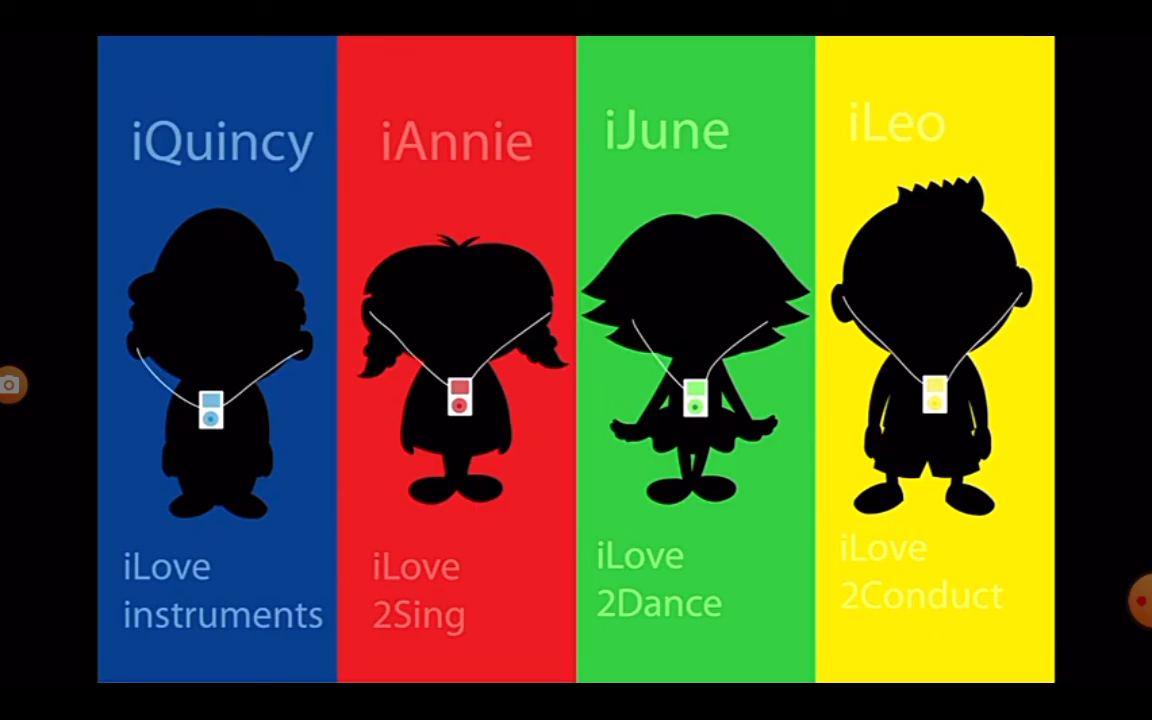 iQuincy
iAnnie
iJune
iLeo
iLove
instruments
iLove
2Sing
iLove
2Dance
iLove
2Conduct